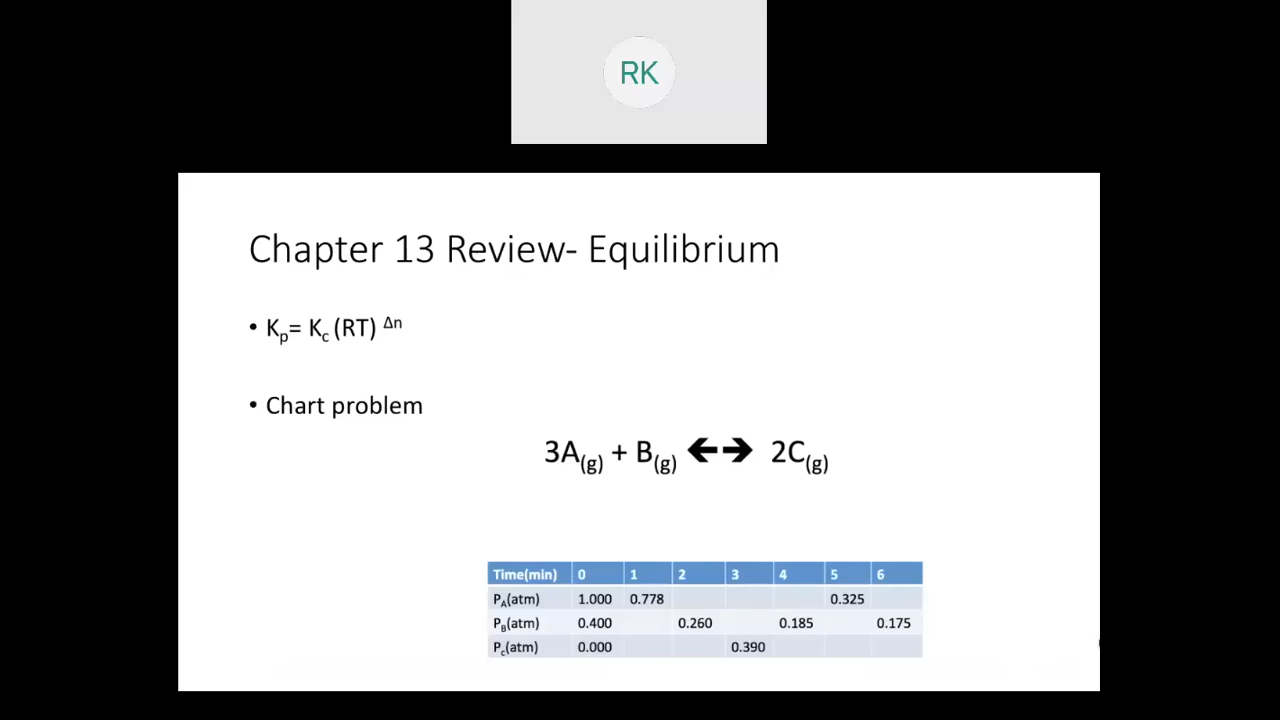 RK
Chapter 13 Review- Equilibrium
• Kp= Kc (RT) Δn
• Chart problem
3A(g) + B(g) 🡨🡪 2C(g)
Time(min) 0 1 2 3 4 5 6
PA(atm) 1.000 0.778 0.325
PB(atm) 0.400 0.260 0.185 0.175
Pc(atm) 0.000 0.390